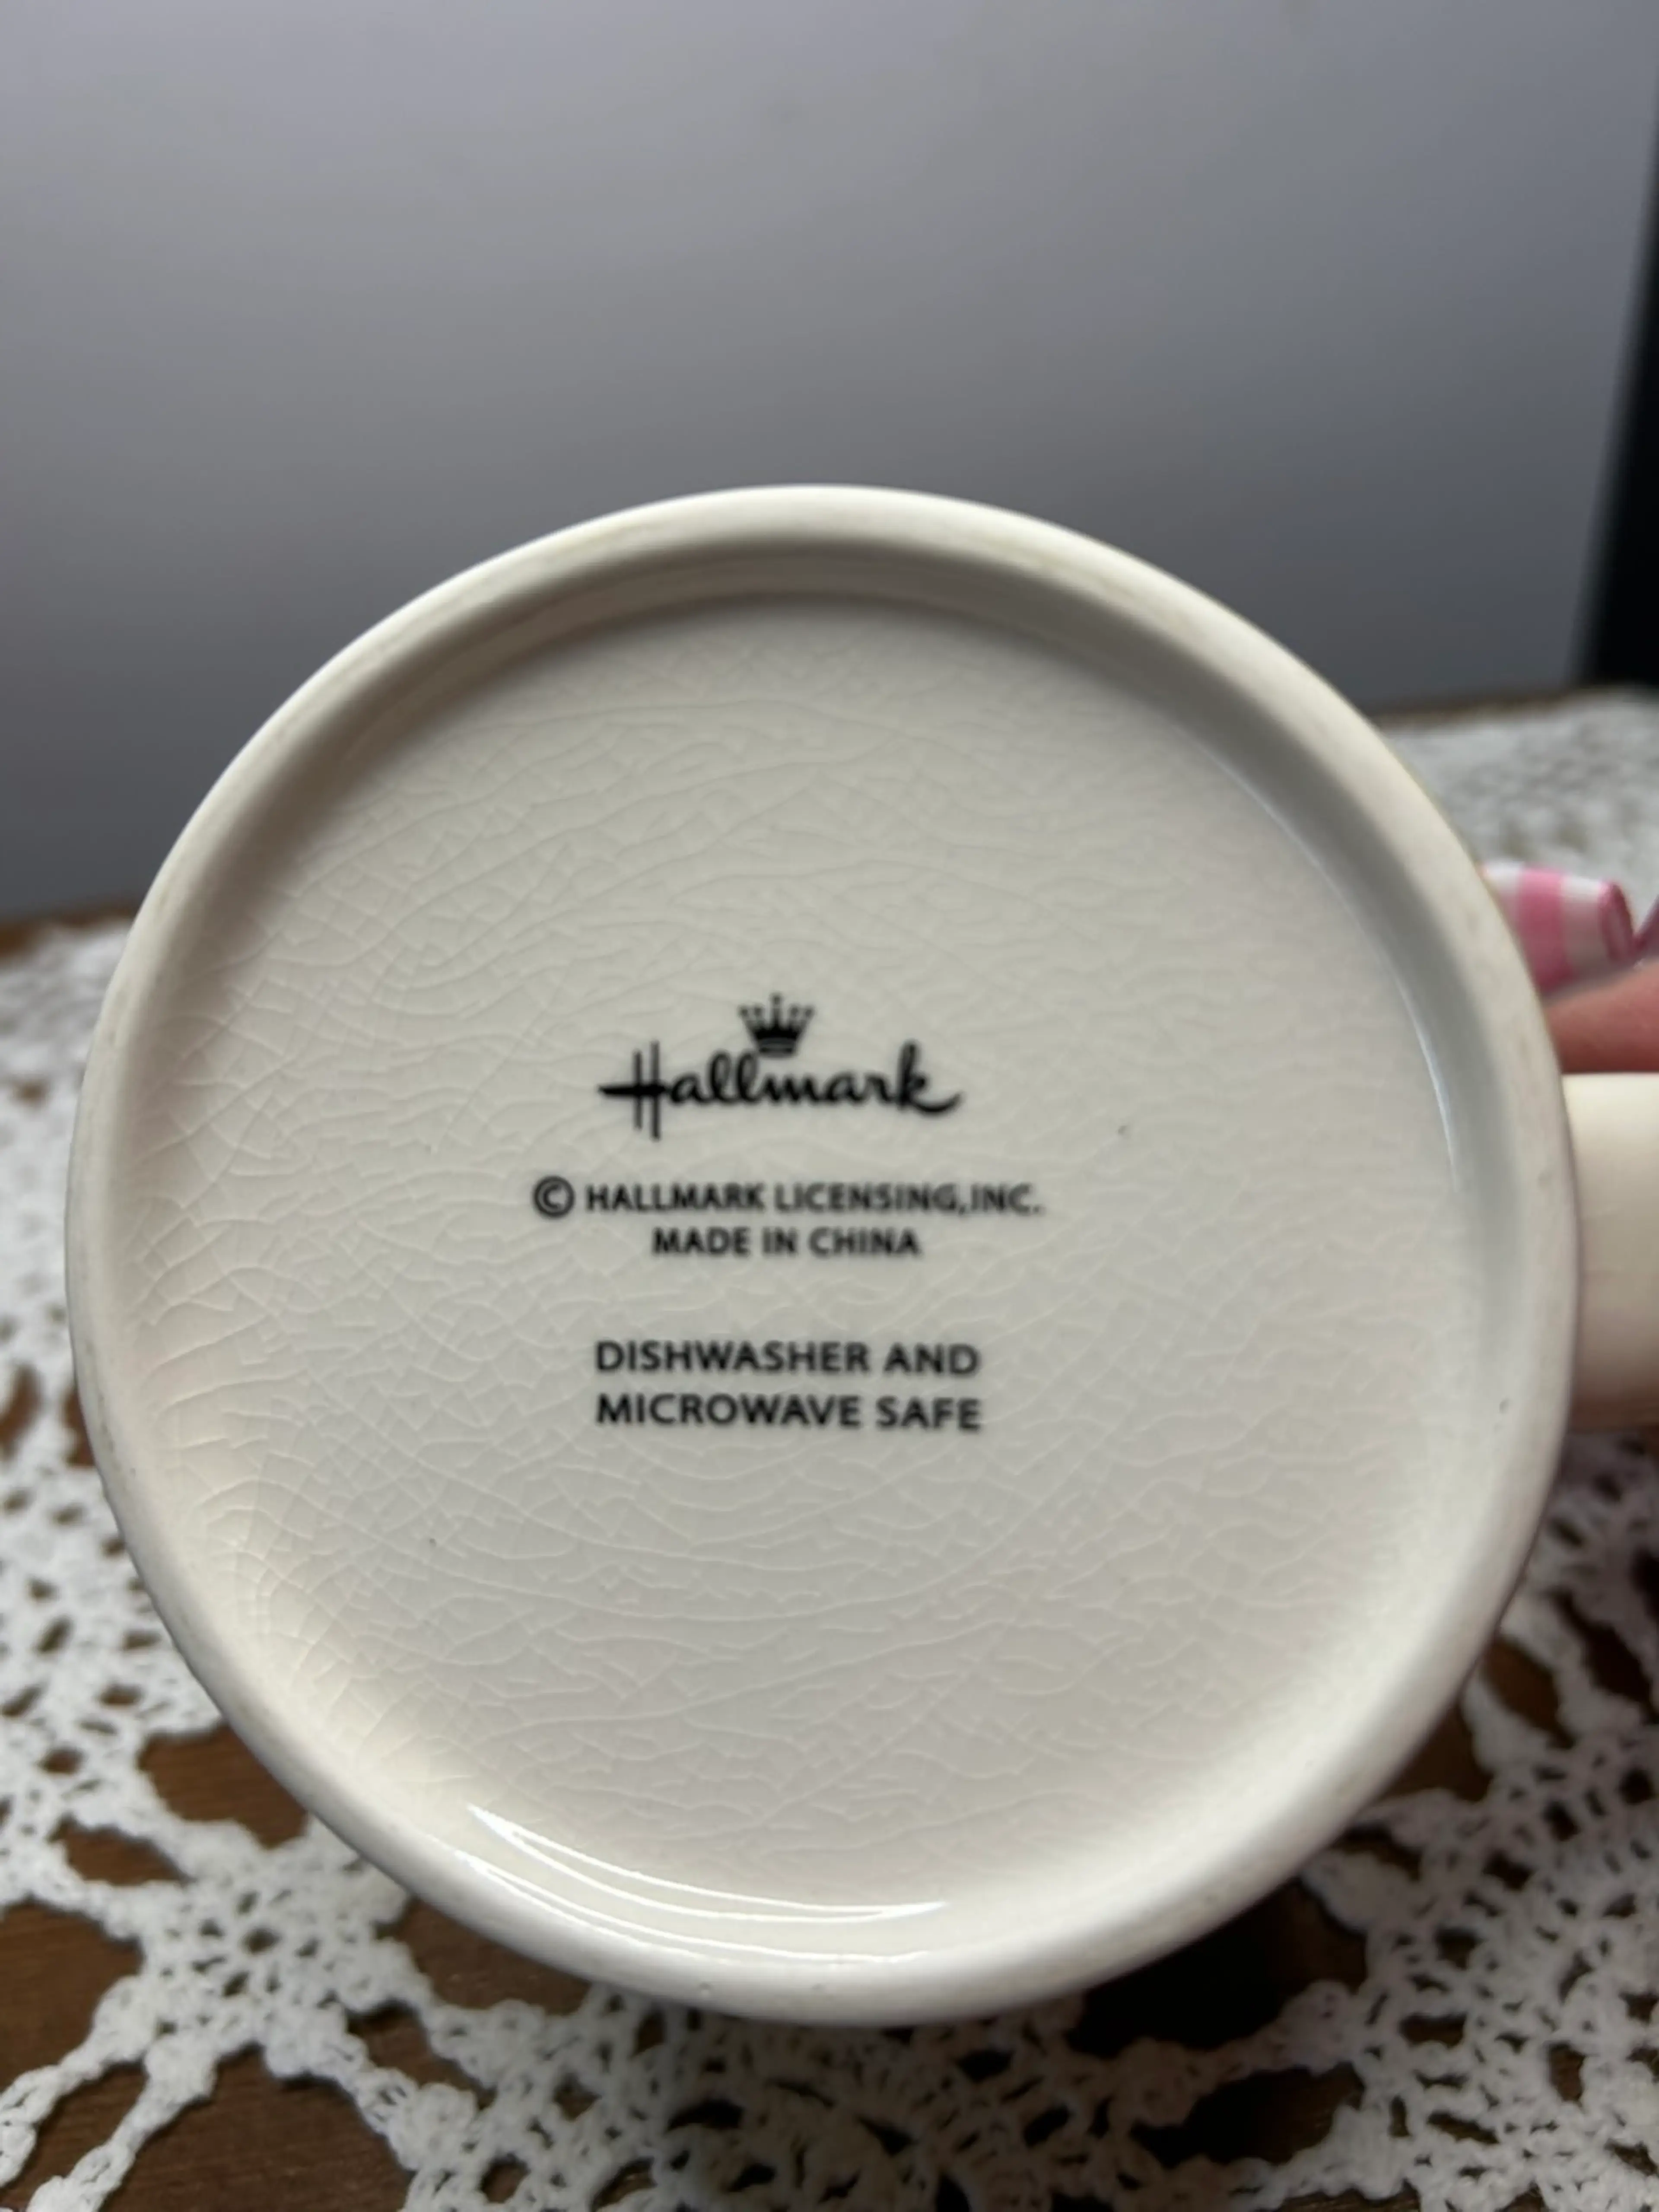 Hallmark
© HALLMARK LICENSING,INC.
MADE IN CHINA
DISHWASHER AND
MICROWAVE SAFE